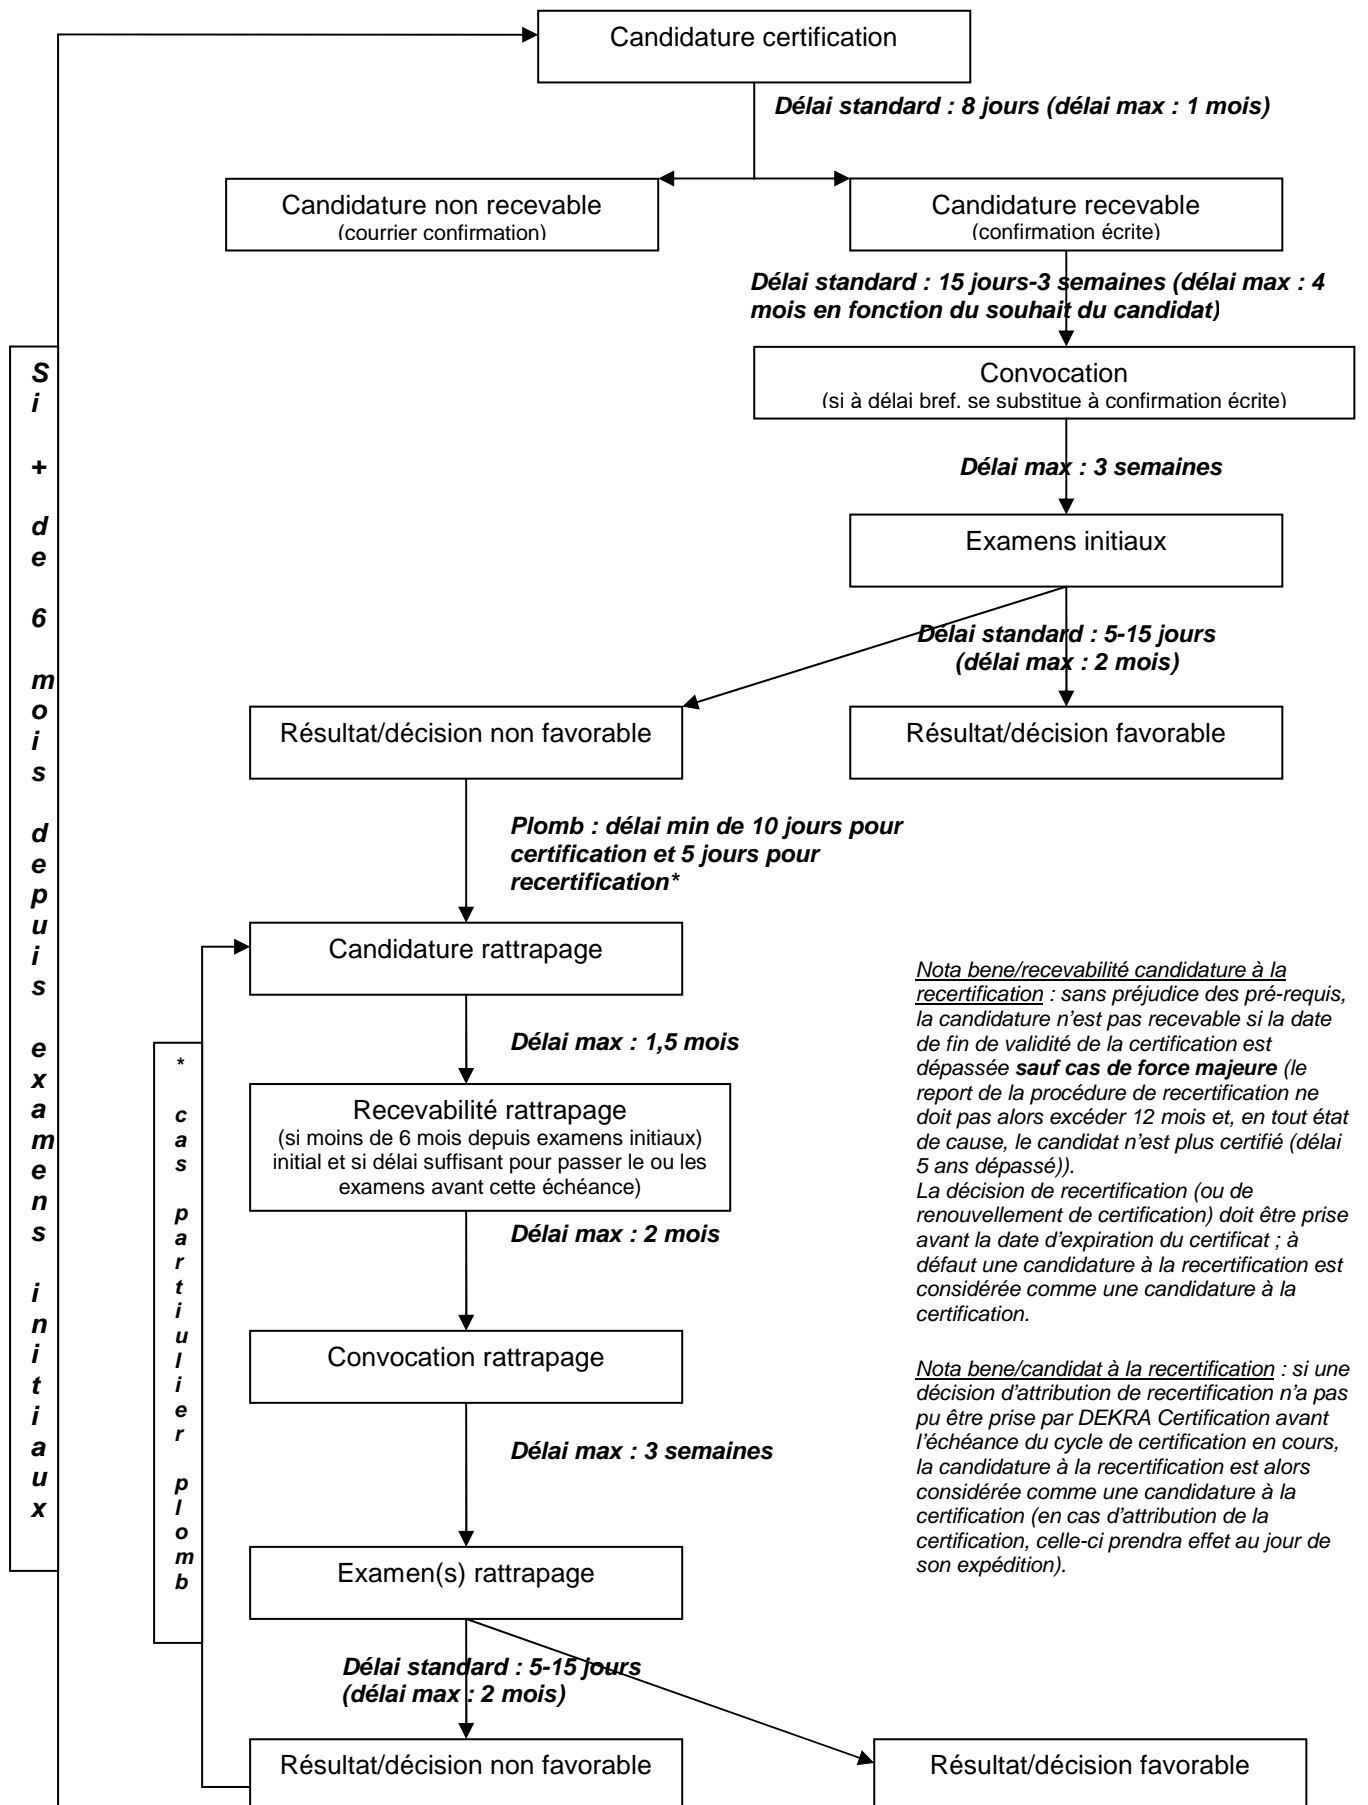 Candidature certification
Délai standard : 8 jours (délai max : 1 mois)
Candidature non recevable
(courrier confirmation)
Candidature recevable
(confirmation écrite)
Délai standard : 15 jours-3 semaines (délai max : 4
mois en fonction du souhait du candidat)
Convocation
(si à délai bref. se substitue à confirmation écrite)
Délai max : 3 semaines
Examens initiaux
Délai standard : 5-15 jours
(délai max : 2 mois)
Résultat/décision non favorable
Résultat/décision favorable
Plomb : délai min de 10 jours pour
certification et 5 jours pour
recertification*
Candidature rattrapage
Délai max : 1,5 mois
Recevabilité rattrapage
(si moins de 6 mois depuis examens initiaux)
initial et si délai suffisant pour passer le ou les
examens avant cette échéance)
Délai max : 2 mois
Convocation rattrapage
Délai max : 3 semaines
Examen(s) rattrapage
Délai standard : 5-15 jours
(délai max : 2 mois)
Résultat/décision non favorable
Résultat/décision favorable
Si + de 6 mois depuis examens initiaux
* cas partiulier plomb
Nota bene/recevabilité candidature à la
recertification : sans préjudice des pré-requis,
la candidature n'est pas recevable si la date
de fin de validité de la certification est
dépassée sauf cas de force majeure (le
report de la procédure de recertification ne
doit pas alors excéder 12 mois et, en tout état
de cause, le candidat n'est plus certifié (délai
5 ans dépassé)).
La décision de recertification (ou de
renouvellement de certification) doit être prise
avant la date d'expiration du certificat ; à
défaut une candidature à la recertification est
considérée comme une candidature à la
certification.
Nota bene/candidat à la recertification : si une
décision d'attribution de recertification n'a pas
pu être prise par DEKRA Certification avant
l'échéance du cycle de certification en cours,
la candidature à la recertification est alors
considérée comme une candidature à la
certification (en cas d'attribution de la
certification, celle-ci prendra effet au jour de
son expédition).